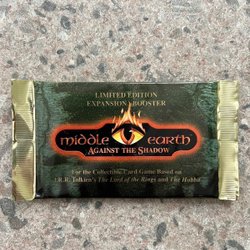 LIMITED EDITION
EXPANSION BOOSTER
MIDDLE EARTH
AGAINST THE SHADOW
For the Collectible Card Game Based on
J.R.R. Tolkien's The Lord of the Rings and The Hobbit